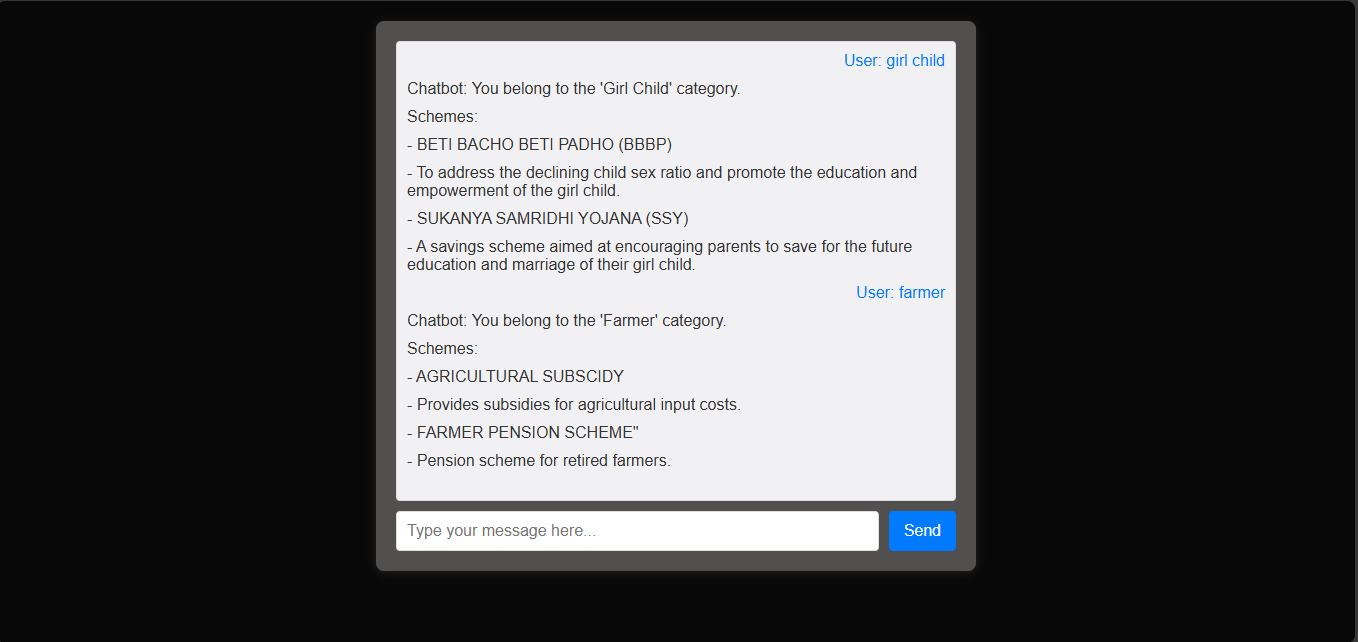 User: girl child
Chatbot: You belong to the 'Girl Child' category.
Schemes:
- BETI BACHO BETI PADHO (BBBP)
- To address the declining child sex ratio and promote the education and
empowerment of the girl child.
- SUKANYA SAMRIDHI YOJANA (SSY)
- A savings scheme aimed at encouraging parents to save for the future
education and marriage of their girl child.
User: farmer
Chatbot: You belong to the 'Farmer' category.
Schemes:
- AGRICULTURAL SUBSCIDY
- Provides subsidies for agricultural input costs.
- FARMER PENSION SCHEME"
- Pension scheme for retired farmers.
Type your message here...
Send